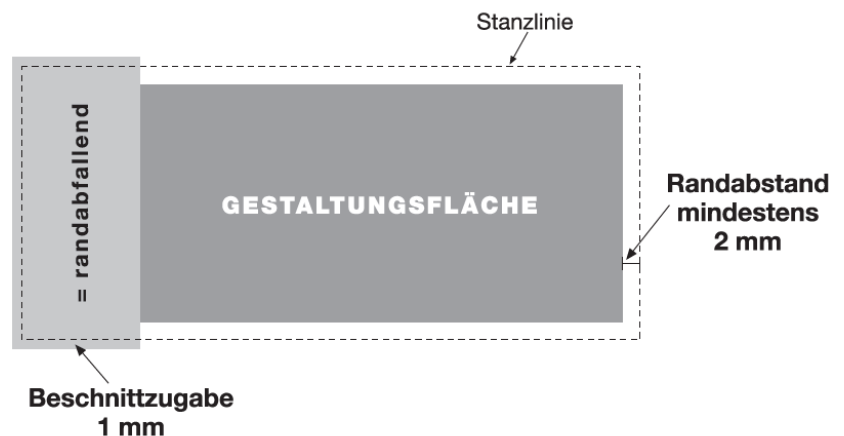 Stanzlinie
= randabfallend
GESTALTUNGSFLÄCHE
Randabstand
mindestens
2 mm
Beschnittzugabe
1 mm